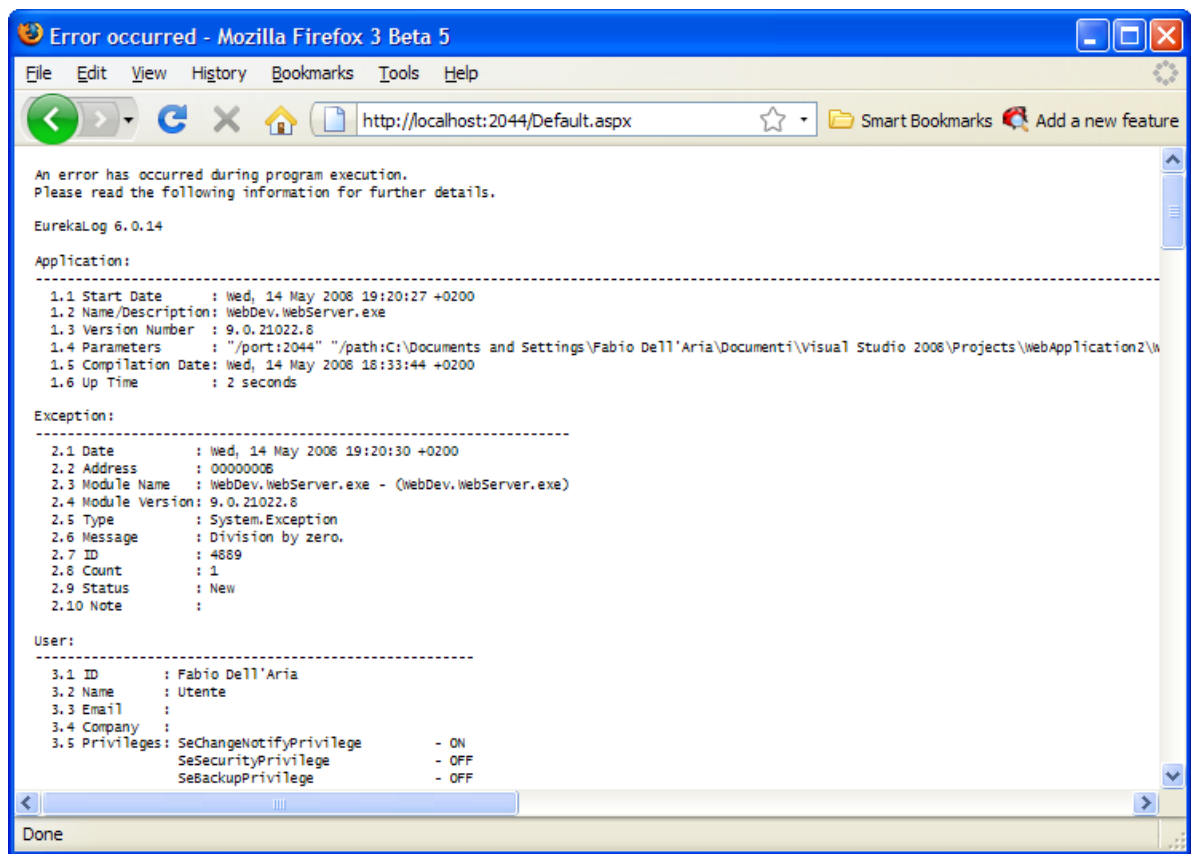 Error occurred - Mozilla Firefox 3 Beta 5
File Edit View History Bookmarks Tools Help
http://localhost:2044/Default.aspx Smart Bookmarks Add a new feature
An error has occurred during program execution.
Please read the following information for further details.
EurekaLog 6.0.14
Application:
-------------------------------------------------------------------------------------------------------------------------------------------------
1.1 Start Date : Wed, 14 May 2008 19:20:27 +0200
1.2 Name/Description: WebDev.WebServer.exe
1.3 Version Number : 9.0.21022.8
1.4 Parameters : "/port:2044" "/path:C:\Documents and Settings\Fabio Dell'Aria\Documenti\Visual Studio 2008\Projects\WebApplication2\W
1.5 Compilation Date: Wed, 14 May 2008 18:33:44 +0200
1.6 Up Time : 2 seconds
Exception:
--------------------------------------------------------------------
2.1 Date : Wed, 14 May 2008 19:20:30 +0200
2.2 Address : 0000000B
2.3 Module Name : WebDev.WebServer.exe - (WebDev.WebServer.exe)
2.4 Module Version: 9.0.21022.8
2.5 Type : System.Exception
2.6 Message : Division by zero.
2.7 ID : 4889
2.8 Count : 1
2.9 Status : New
2.10 Note :
User:
--------------------------------------------------------
3.1 ID : Fabio Dell'Aria
3.2 Name : Utente
3.3 Email :
3.4 Company :
3.5 Privileges: SeChangeNotifyPrivilege - ON
SeSecurityPrivilege - OFF
SeBackupPrivilege - OFF
Done